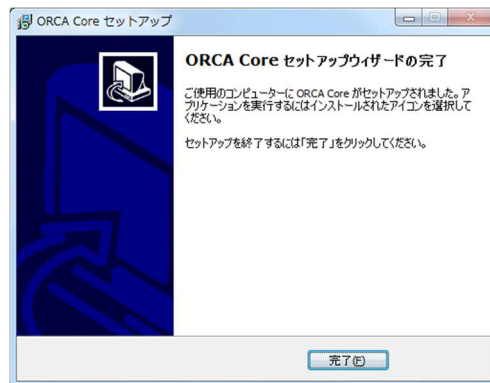 ORCA Core セットアップ
ORCA Core セットアップウィザードの完了
ご使用のコンピューターに ORCA Core がセットアップされました。ア
プリケーションを実行するにはインストールされたアイコンを選択して
ください。
セットアップを終了するには「完了」をクリックしてください。
完了(F)